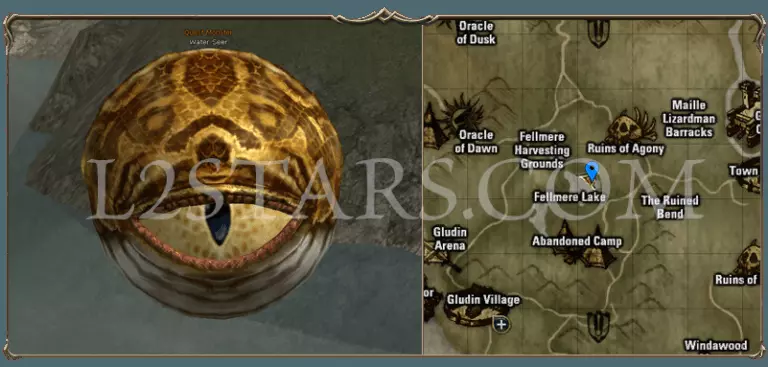 Quest Monster
Water Seer
L2STARS.COM
Oracle
of Dusk
Maille
Lizardman
Barracks
Oracle
of Dawn
Fellmere
Harvesting
Grounds
Ruins of Agony
Town
Fellmere Lake
The Ruined
Bend
Gludin
Arena
Abandoned Camp
Ruins of
or
Gludin Village
Windawood